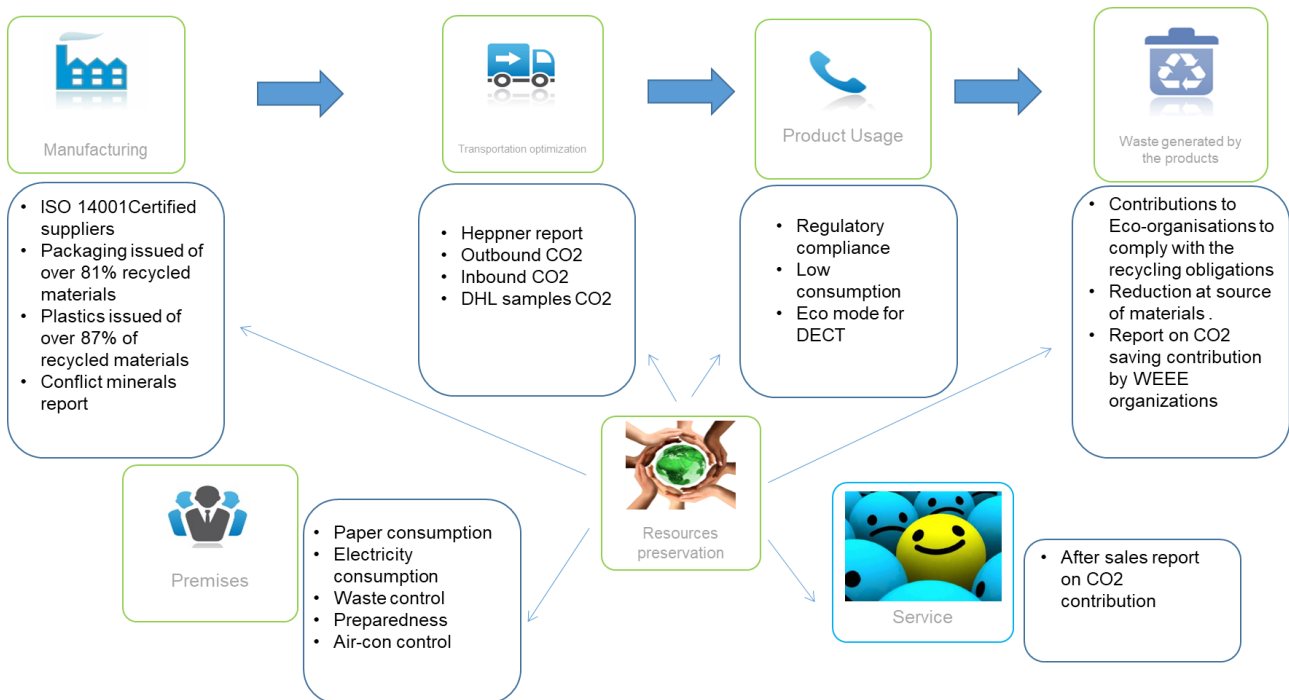 Manufacturing
Transportation optimization
Product Usage
Waste generated by
the products
• ISO 14001Certified
suppliers
• Packaging issued of
over 81% recycled
materials
• Plastics issued of
over 87% of
recycled materials
• Conflict minerals
report
• Heppner report
• Outbound CO2
• Inbound CO2
• DHL samples CO2
• Regulatory
compliance
• Low
consumption
• Eco mode for
DECT
• Contributions to
Eco-organisations to
comply with the
recycling obligations
• Reduction at source
of materials .
• Report on CO2
saving contribution
by WEEE
organizations
Premises
• Paper consumption
• Electricity
consumption
• Waste control
• Preparedness
• Air-con control
Resources
preservation
Service
• After sales report
on CO2
contribution